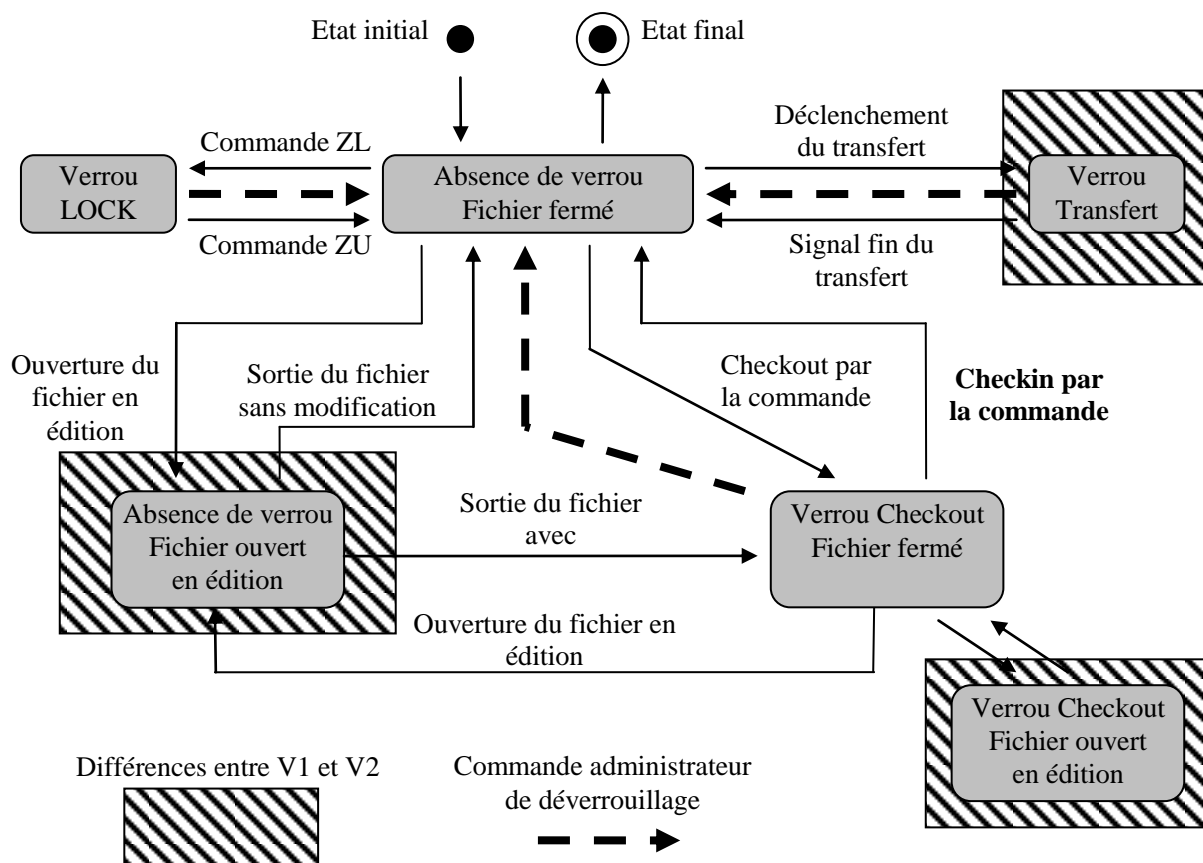 Etat initial
Etat final
Commande ZL
Déclenchement
du transfert
Verrou
LOCK
Absence de verrou
Fichier fermé
Verrou
Transfert
Commande ZU
Signal fin du
transfert
Ouverture du
fichier en
édition
Sortie du fichier
sans modification
Checkout par
la commande
Checkin par
la commande
Absence de verrou
Fichier ouvert
en édition
Sortie du fichier
avec
Verrou Checkout
Fichier fermé
Ouverture du fichier en
édition
Verrou Checkout
Fichier ouvert
en édition
Différences entre V1 et V2
Commande administrateur
de déverrouillage